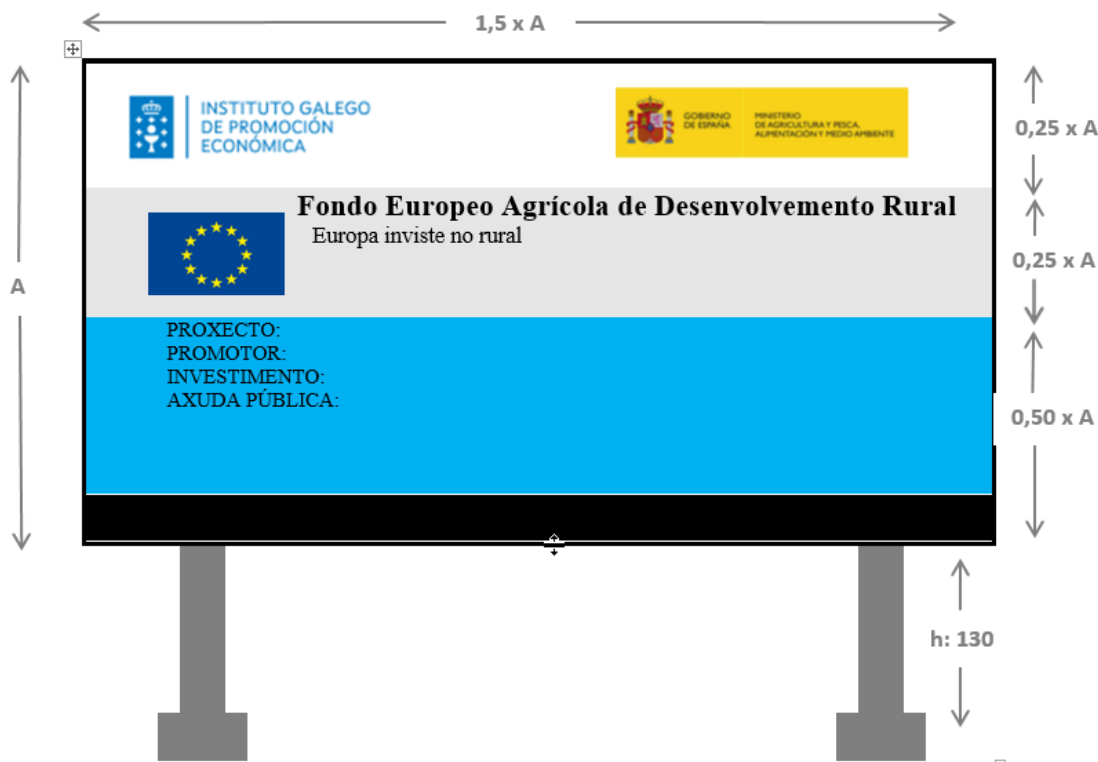 1,5 x A
INSTITUTO GALEGO
DE PROMOCIÓN
ECONÓMICA
GOBIERNO
DE ESPAÑA
MINISTERIO
DE AGRICULTURA Y PESCA,
ALIMENTACIÓN Y MEDIO AMBIENTE
0,25 x A
Fondo Europeo Agrícola de Desenvolvemento Rural
Europa inviste no rural
0,25 x A
A
PROXECTO:
PROMOTOR:
INVESTIMENTO:
AXUDA PÚBLICA:
0,50 x A
h: 130